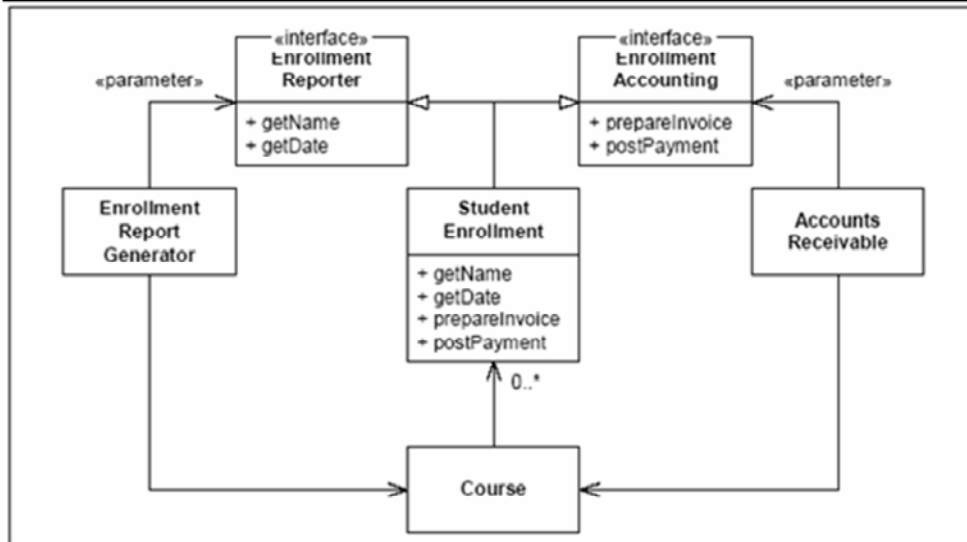 «interface»
Enrollment
Reporter
+ getName
+ getDate
«interface»
Enrollment
Accounting
+ prepareInvoice
+ postPayment
«parameter»
«parameter»
Enrollment
Report
Generator
Student
Enrollment
+ getName
+ getDate
+ prepareInvoice
+ postPayment
Accounts
Receivable
0..*
Course